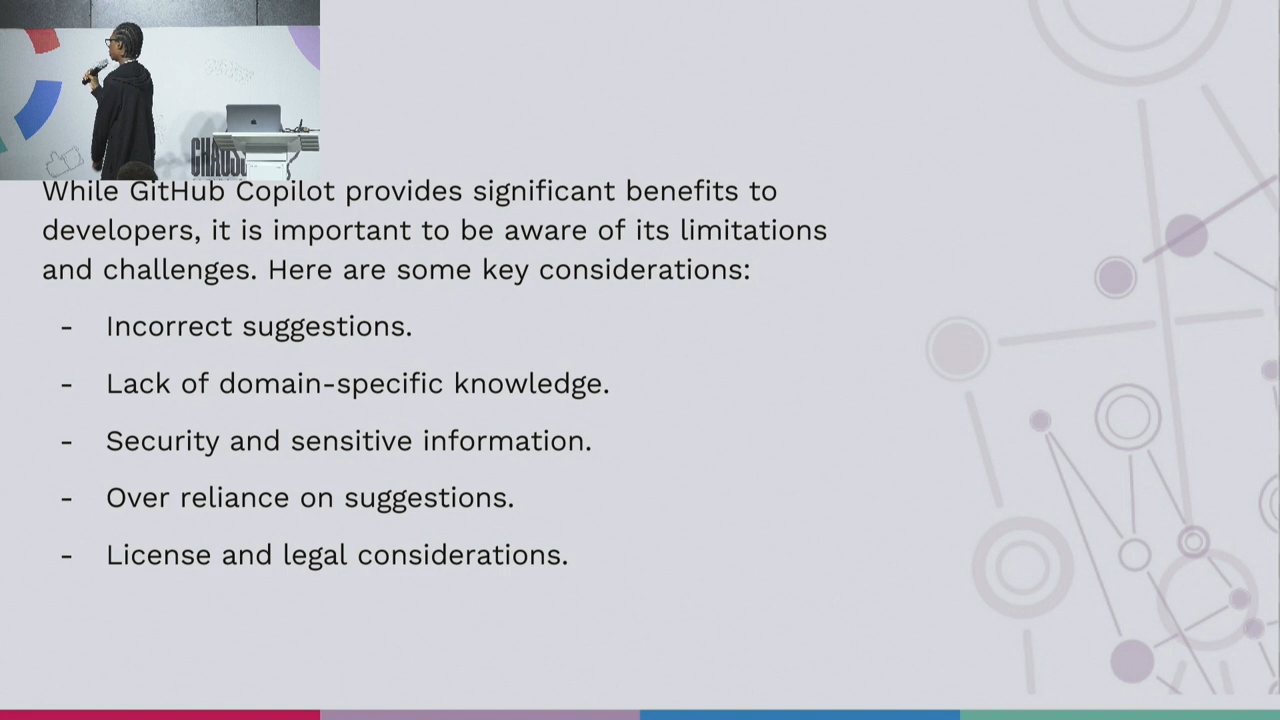 While GitHub Copilot provides significant benefits to
developers, it is important to be aware of its limitations
and challenges. Here are some key considerations:
- Incorrect suggestions.
- Lack of domain-specific knowledge.
- Security and sensitive information.
- Over reliance on suggestions.
- License and legal considerations.